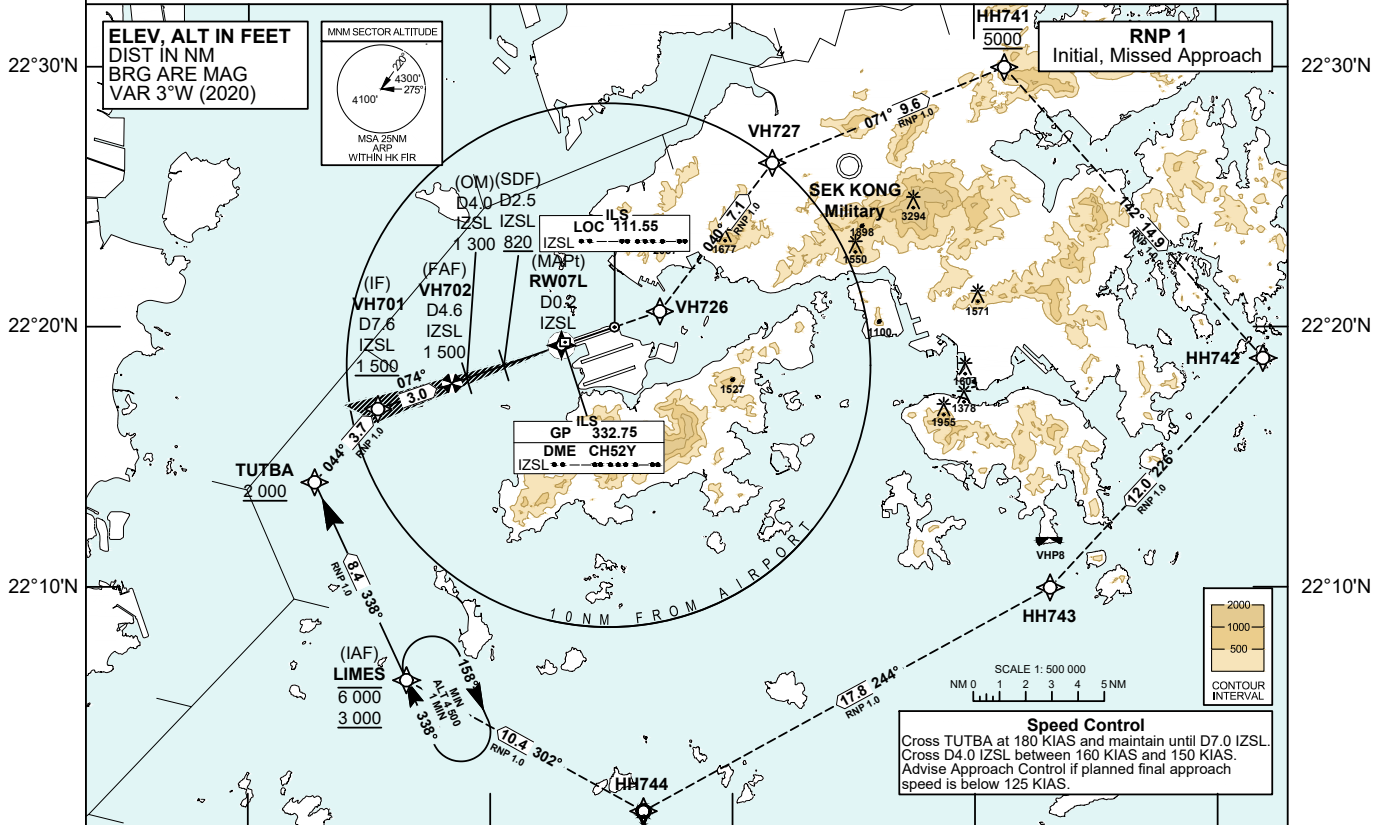 ELEV, ALT IN FEET
DIST IN NM
BRG ARE MAG
VAR 3°W (2020)
MNM SECTOR ALTITUDE
220°
4300'
275°
4100'
MSA 25NM
ARP
WITHIN HK FIR
HH741
5000
RNP 1
Initial, Missed Approach
22°30'N
22°30'N
071° 9.6
RNP 1.0
VH727
SEK KONG
Military
3294
1898
1550
1677
040° 7.1
RNP 1.0
142° 14.9
RNP 1.0
(OM)
D4.0
IZSL
1 300
(SDF)
D2.5
IZSL
820
ILS
LOC 111.55
IZSL
(MAPt)
RW07L
D0.2
IZSL
(FAF)
VH702
D4.6
IZSL
1 500
(IF)
VH701
D7.6
IZSL
1 500
VH726
1571
1100
22°20'N
22°20'N
HH742
074°
3.0
1527
1604
1378
1955
ILS
GP 332.75
DME CH52Y
IZSL
044° 3.7
RNP 1.0
TUTBA
2 000
12.0 226°
RNP 1.0
VHP8
8.4 338°
RNP 1.0
10NM FROM AIRPORT
22°10'N
22°10'N
HH743
2000
1000
500
CONTOUR
INTERVAL
(IAF)
LIMES
6 000
3 000
158°
MIN
ALT 4 500
1 MIN
338°
SCALE 1: 500 000
NM 0 1 2 3 4 5 NM
17.8 244°
RNP 1.0
10.4 302°
RNP 1.0
HH744
Speed Control
Cross TUTBA at 180 KIAS and maintain until D7.0 IZSL.
Cross D4.0 IZSL between 160 KIAS and 150 KIAS.
Advise Approach Control if planned final approach
speed is below 125 KIAS.